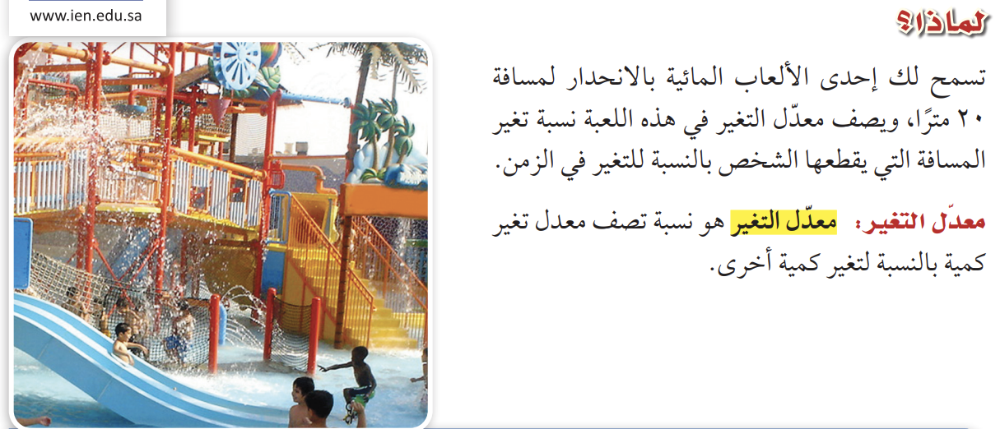 www.ien.edu.sa
لماذا؟
تسمح لك إحدى الألعاب المائية بالانحدار لمسافة
٢٠ مترًا، ويصف معدّل التغير في هذه اللعبة نسبة تغير
المسافة التي يقطعها الشخص بالنسبة للتغير في الزمن.
معدّل التغير: معدّل التغير هو نسبة تصف معدل تغير
كمية بالنسبة لتغير كمية أخرى.